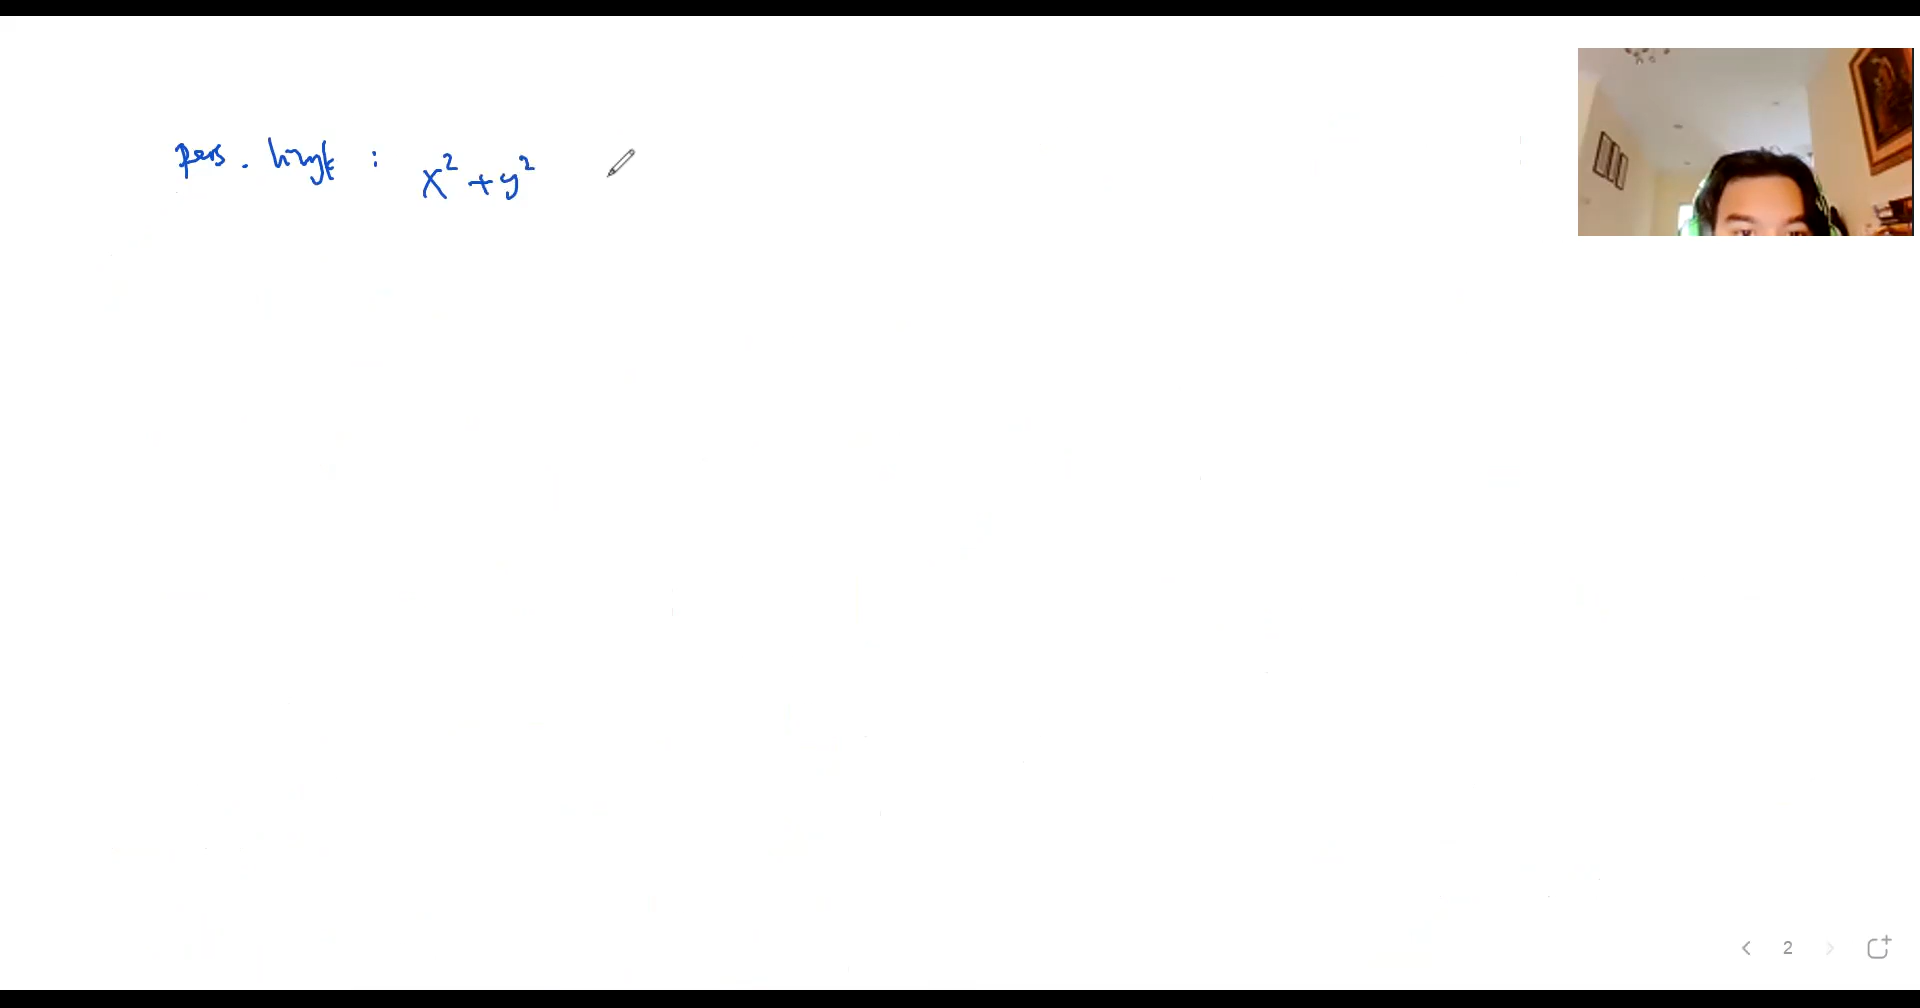 pers. lingk : x² + y²
2